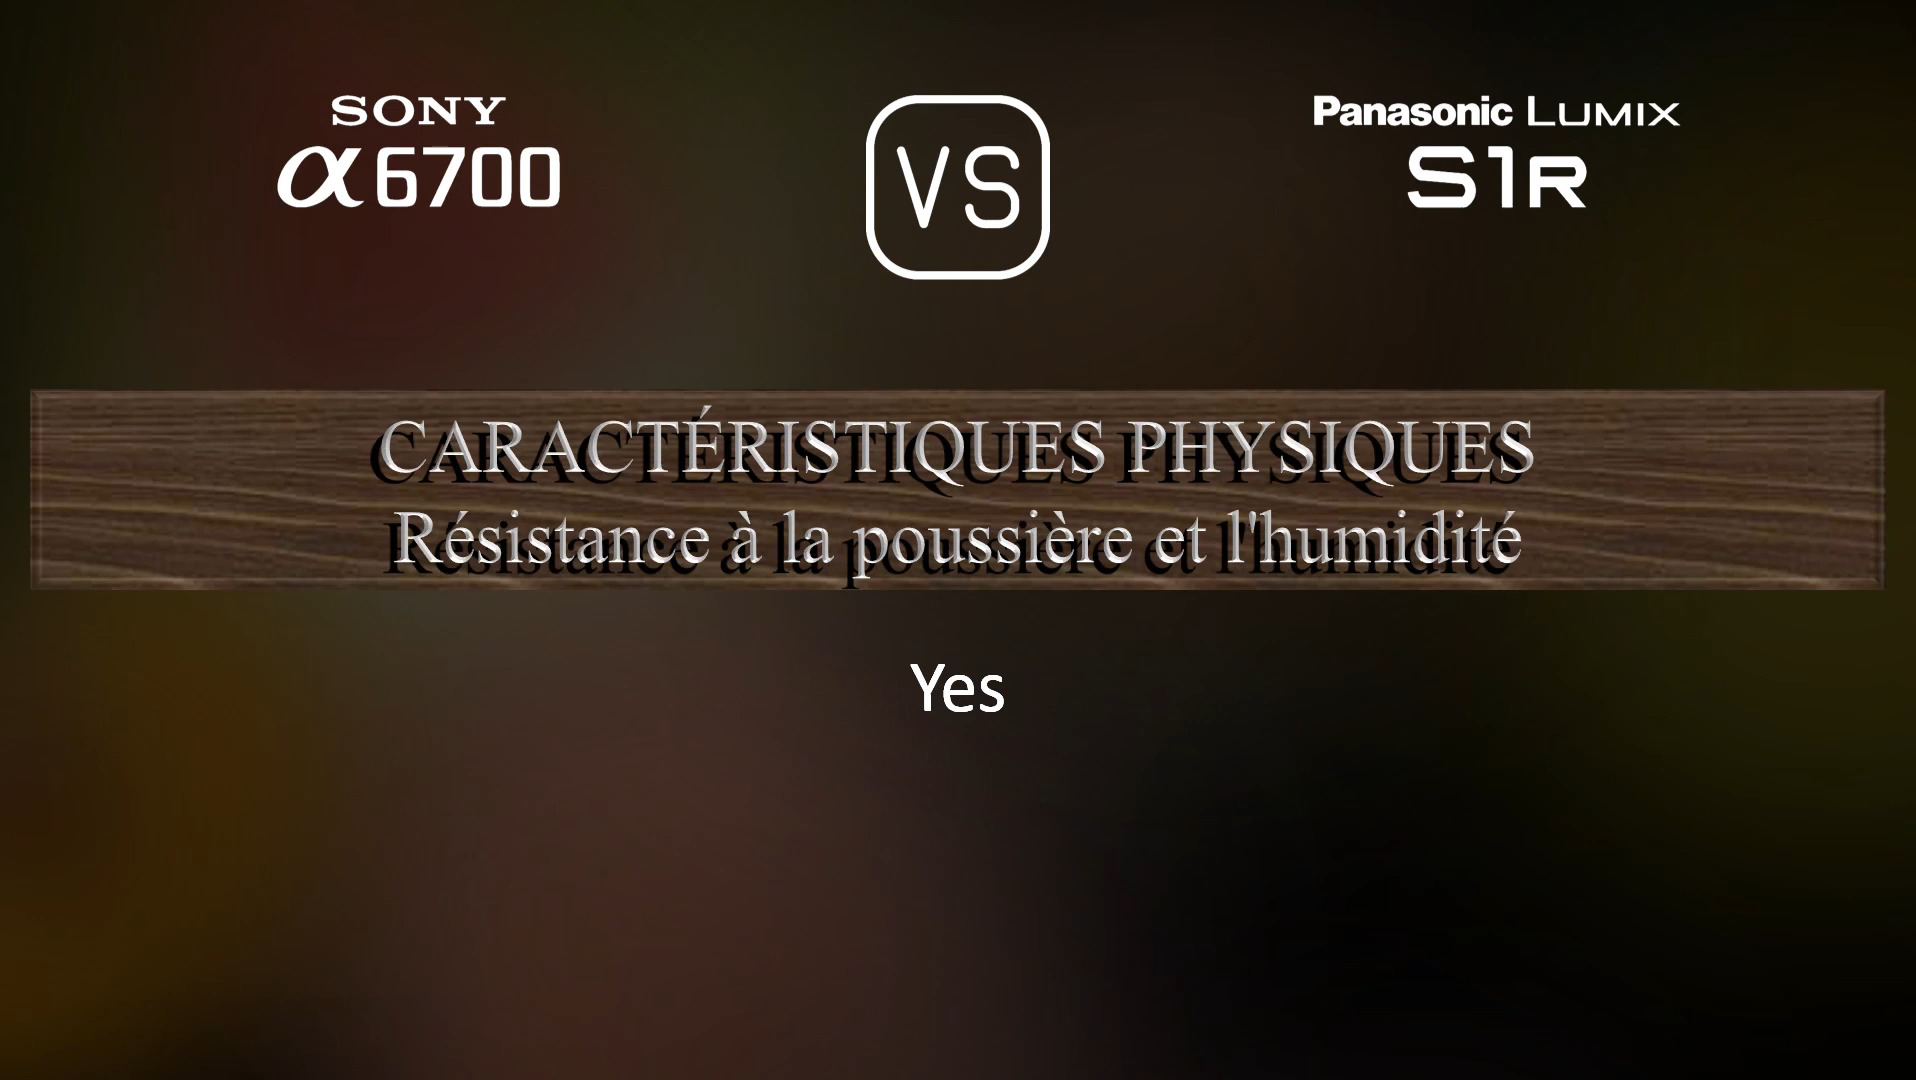 SONY
α6700
VS
Panasonic LUMIX
S1R
CARACTÉRISTIQUES PHYSIQUES
Résistance à la poussière et l'humidité
Yes